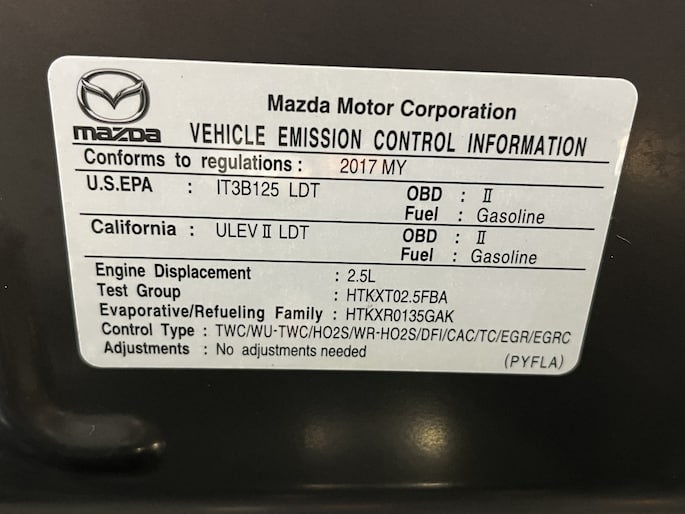 Mazda Motor Corporation
mazda VEHICLE EMISSION CONTROL INFORMATION
Conforms to regulations : 2017 MY
U.S.EPA : IT3B125 LDT OBD : II
Fuel : Gasoline
California : ULEV II LDT OBD : II
Fuel : Gasoline
Engine Displacement : 2.5L
Test Group : HTKXT02.5FBA
Evaporative/Refueling Family : HTKXR0135GAK
Control Type : TWC/WU-TWC/HO2S/WR-HO2S/DFI/CAC/TC/EGR/EGRC
Adjustments : No adjustments needed
(PYFLA)